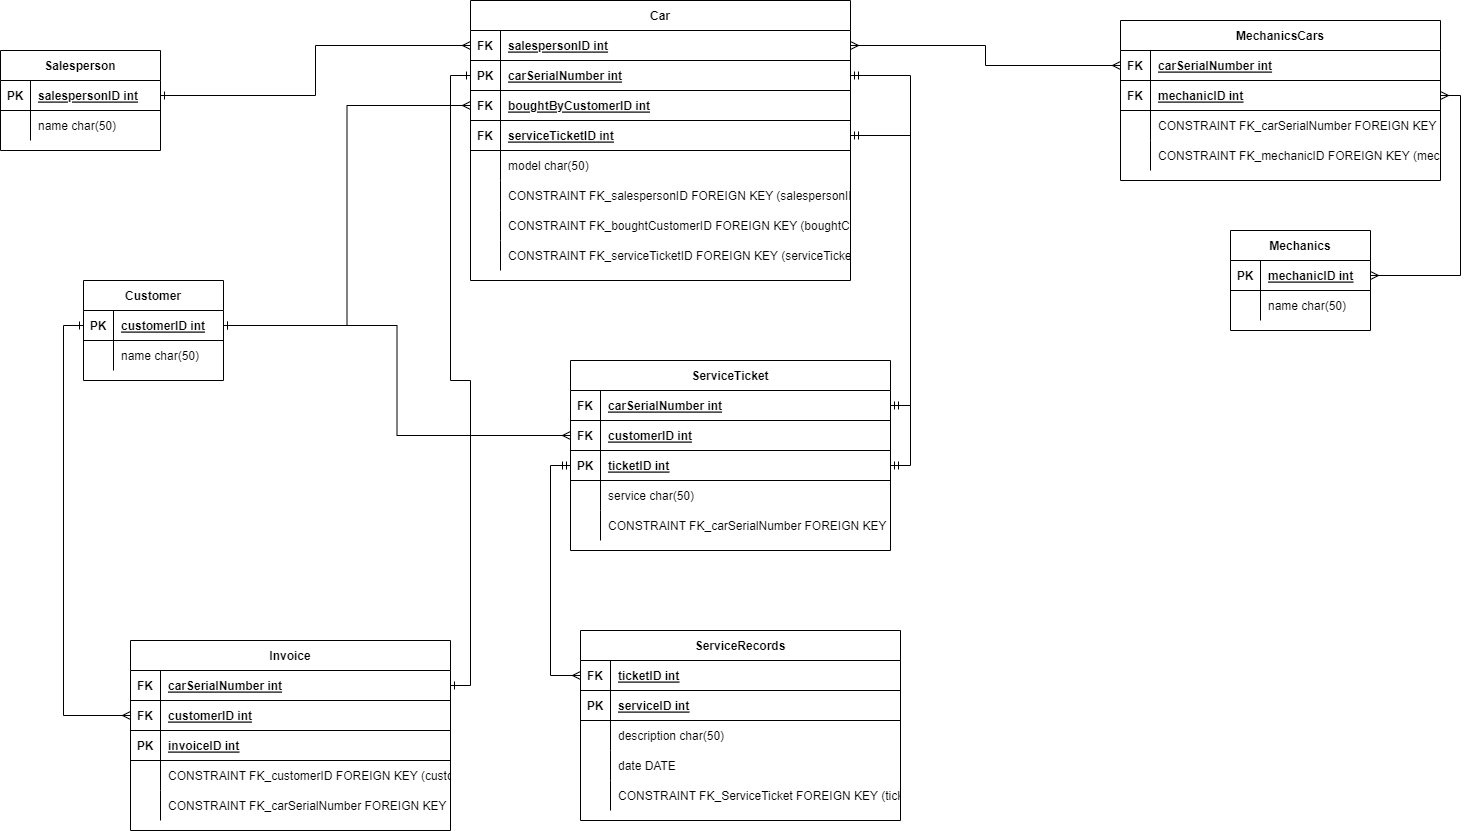 Car
FK salespersonID int
PK carSerialNumber int
FK boughtByCustomerID int
FK serviceTicketID int
model char(50)
CONSTRAINT FK_salespersonID FOREIGN KEY (salespersonI
CONSTRAINT FK_boughtCustomerID FOREIGN KEY (boughtC
CONSTRAINT FK_serviceTicketID FOREIGN KEY (serviceTicke
MechanicsCars
FK carSerialNumber int
FK mechanicID int
CONSTRAINT FK_carSerialNumber FOREIGN KEY
CONSTRAINT FK_mechanicID FOREIGN KEY (mec
Salesperson
PK salespersonID int
name char(50)
Mechanics
PK mechanicID int
name char(50)
Customer
PK customerID int
name char(50)
ServiceTicket
FK carSerialNumber int
FK customerID int
PK ticketID int
service char(50)
CONSTRAINT FK_carSerialNumber FOREIGN KEY
Invoice
FK carSerialNumber int
FK customerID int
PK invoiceID int
CONSTRAINT FK_customerID FOREIGN KEY (custo
CONSTRAINT FK_carSerialNumber FOREIGN KEY
ServiceRecords
FK ticketID int
PK serviceID int
description char(50)
date DATE
CONSTRAINT FK_ServiceTicket FOREIGN KEY (tick